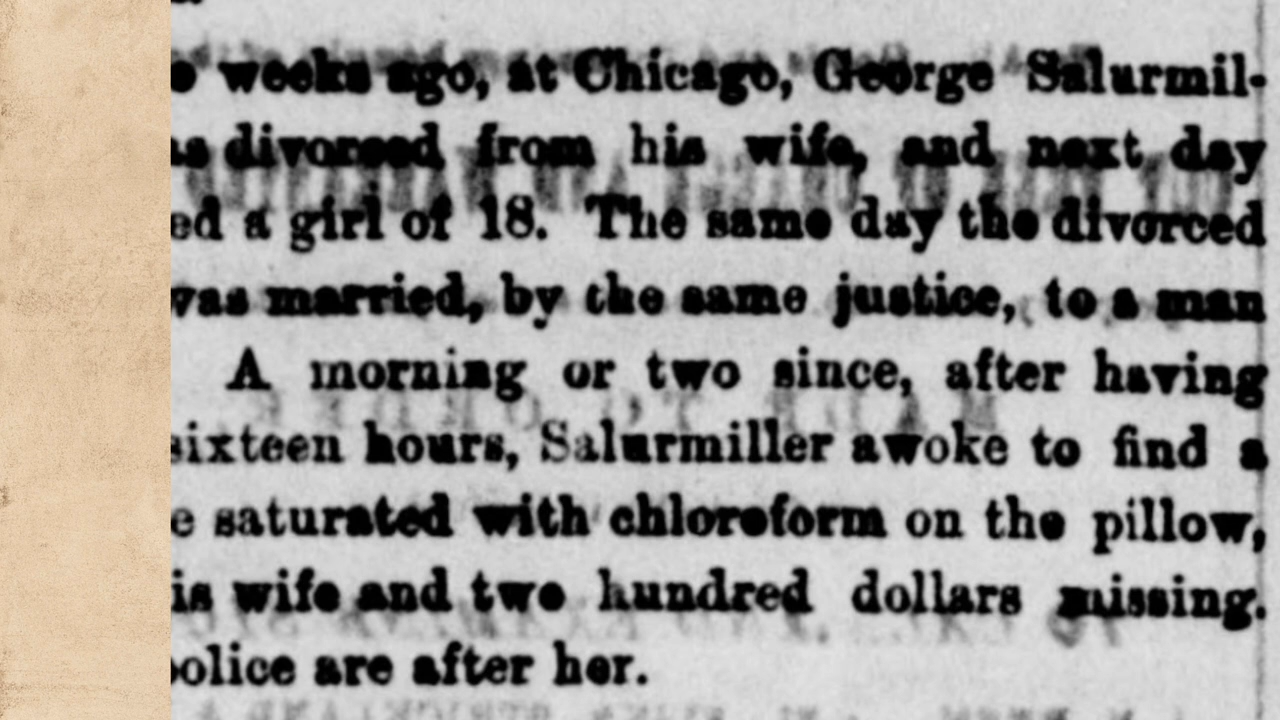 weeks ago, at Chicago, George Salurmil-
divorced from his wife, and next day
ed a girl of 18. The same day the divorced
was married, by the same justice, to a man
A morning or two since, after having
sixteen hours, Salurmiller awoke to find a
e saturated with chloroform on the pillow,
is wife and two hundred dollars missing.
police are after her.